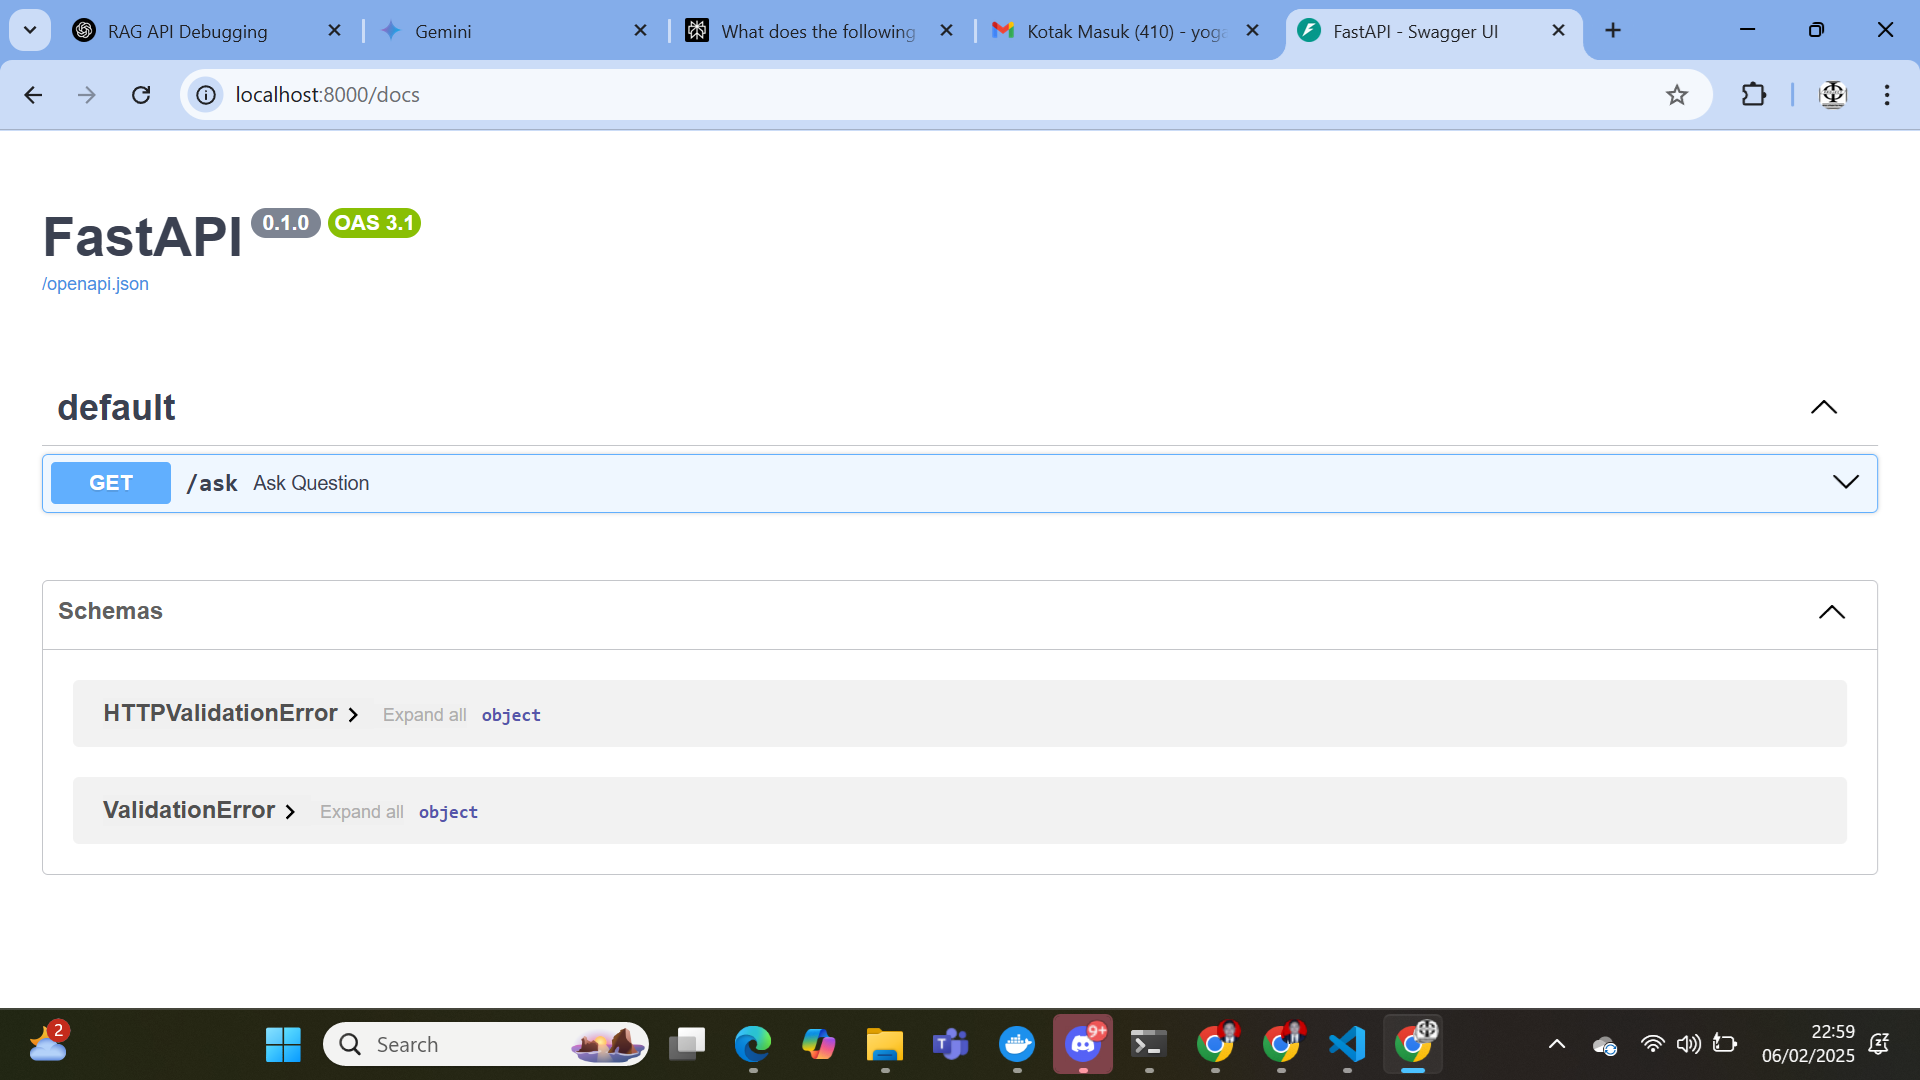 RAG API Debugging
Gemini
What does the following
Kotak Masuk (410) - yoga
FastAPI - Swagger UI
localhost:8000/docs
FastAPI 0.1.0 OAS 3.1
/openapi.json
default
GET /ask Ask Question
Schemas
HTTPValidationError Expand all object
ValidationError Expand all object
2
Search
9+
22:59
06/02/2025